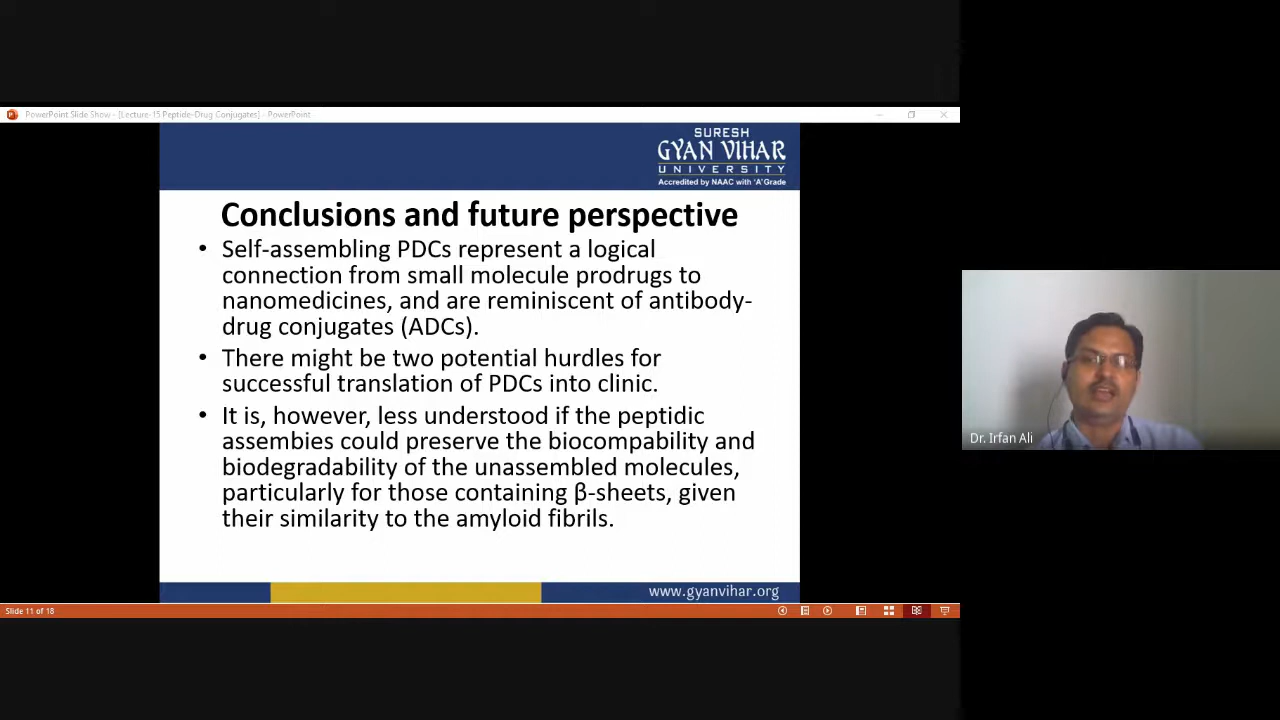 PowerPoint Slide Show - [Lecture-15 Peptide-Drug Conjugates] - PowerPoint
SURESH
GYAN VIHAR
UNIVERSITY
Accredited by NAAC with 'A' Grade
Conclusions and future perspective
• Self-assembling PDCs represent a logical
connection from small molecule prodrugs to
nanomedicines, and are reminiscent of antibody-
drug conjugates (ADCs).
• There might be two potential hurdles for
successful translation of PDCs into clinic.
• It is, however, less understood if the peptidic
assembies could preserve the biocompability and
biodegradability of the unassembled molecules,
particularly for those containing β-sheets, given
their similarity to the amyloid fibrils.
www.gyanvihar.org
Slide 11 of 18
Dr. Irfan Ali